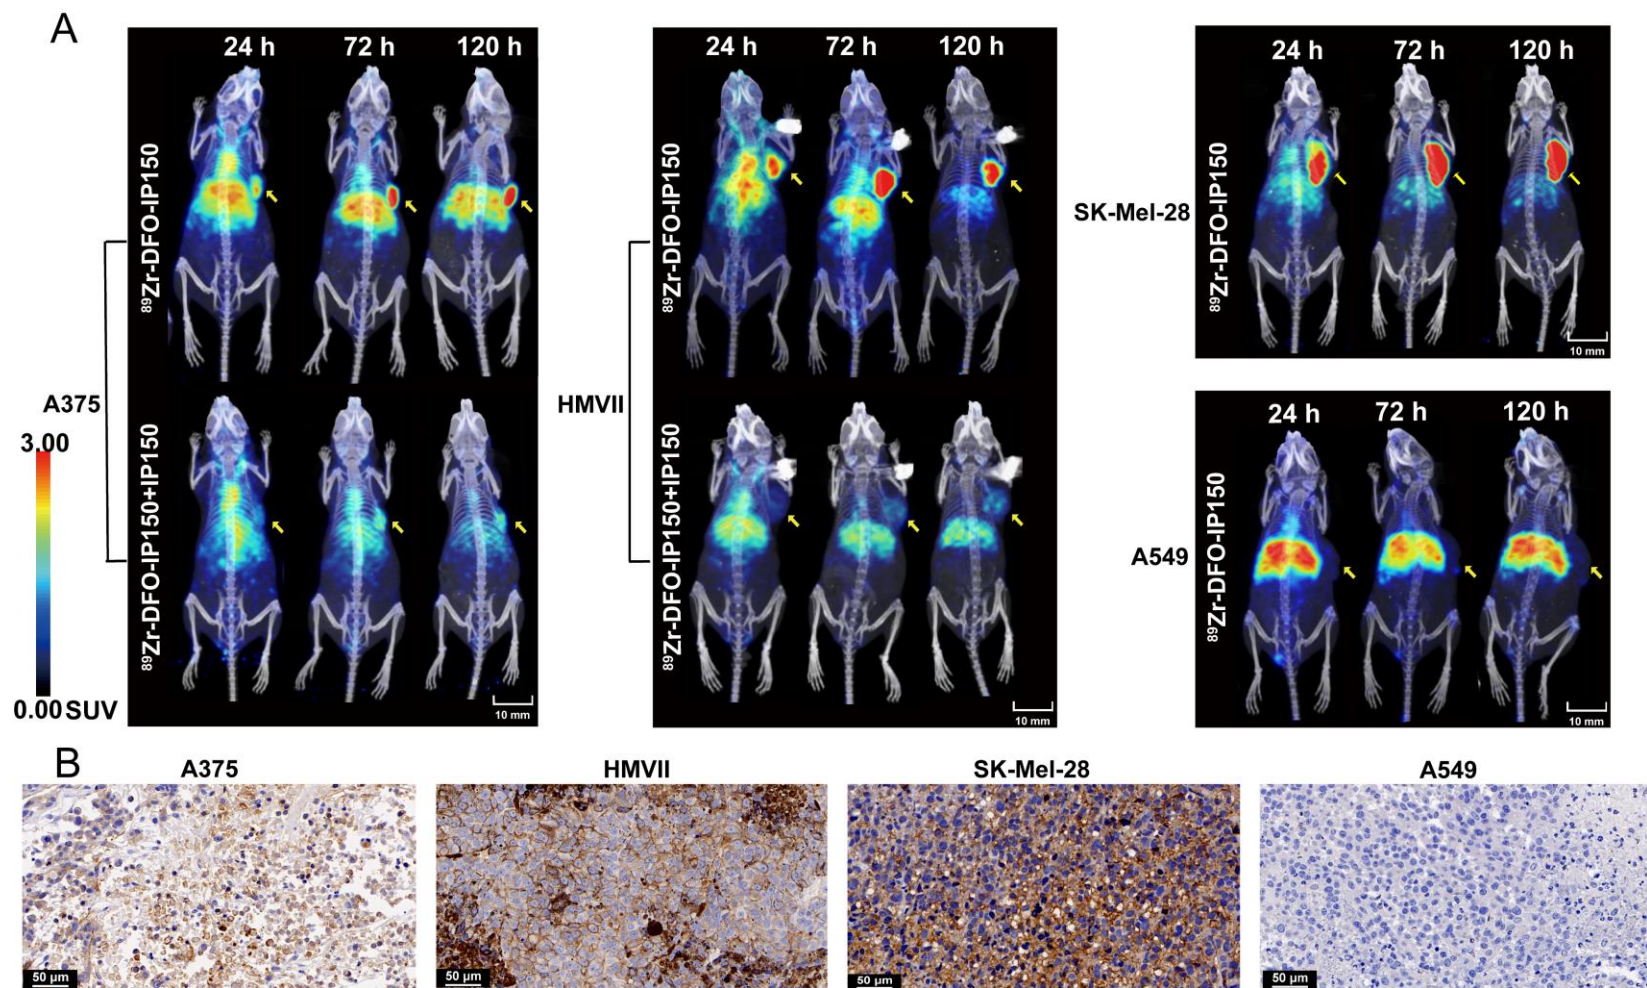 A
24 h 72 h 120 h
⁸⁹Zr-DFO-IP150
A375
⁸⁹Zr-DFO-IP150+IP150
10 mm
3.00
0.00 SUV
24 h 72 h 120 h
⁸⁹Zr-DFO-IP150
HMVII
⁸⁹Zr-DFO-IP150+IP150
10 mm
24 h 72 h 120 h
SK-Mel-28
⁸⁹Zr-DFO-IP150
10 mm
24 h 72 h 120 h
A549
⁸⁹Zr-DFO-IP150
10 mm
B
A375 HMVII SK-Mel-28 A549
50 µm 50 µm 50 µm 50 µm